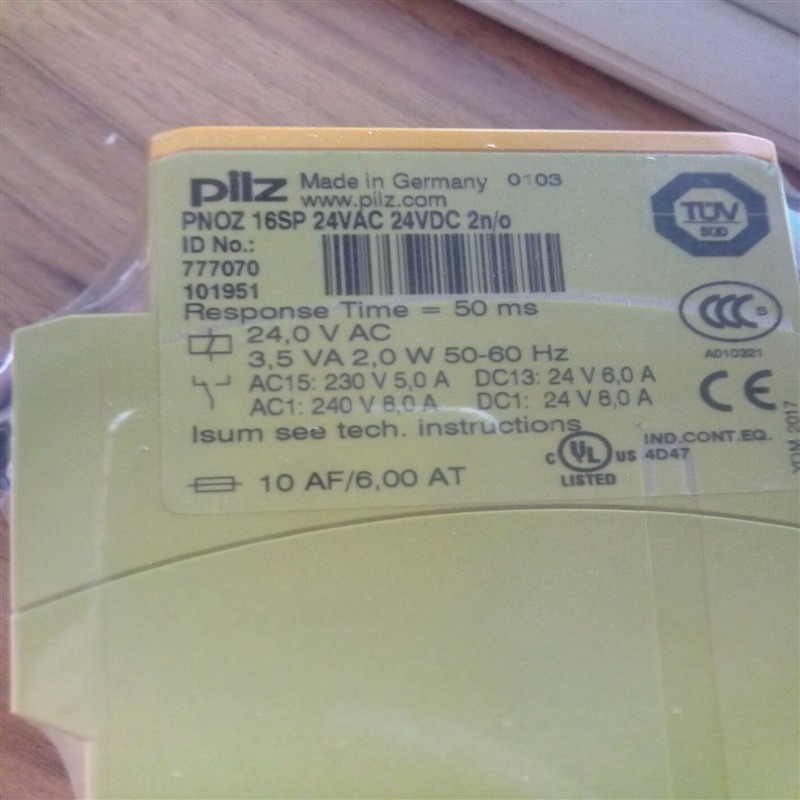 pilz Made in Germany 0103
www.pilz.com
PNOZ 16SP 24VAC 24VDC 2n/o
ID No.:
777070
101951
Response Time = 50 ms
24,0 V AC
3,5 VA 2,0 W 50-60 Hz
AC15: 230 V 5,0 A DC13: 24 V 6,0 A
AC1: 240 V 8,0 A DC1: 24 V 8,0 A
Isum see tech. instructions
10 AF/6,00 AT
TÜV
SÜD
CCC S
A010321
CE
YOM 2017
c UL us
LISTED
IND.CONT.EQ.
4D47